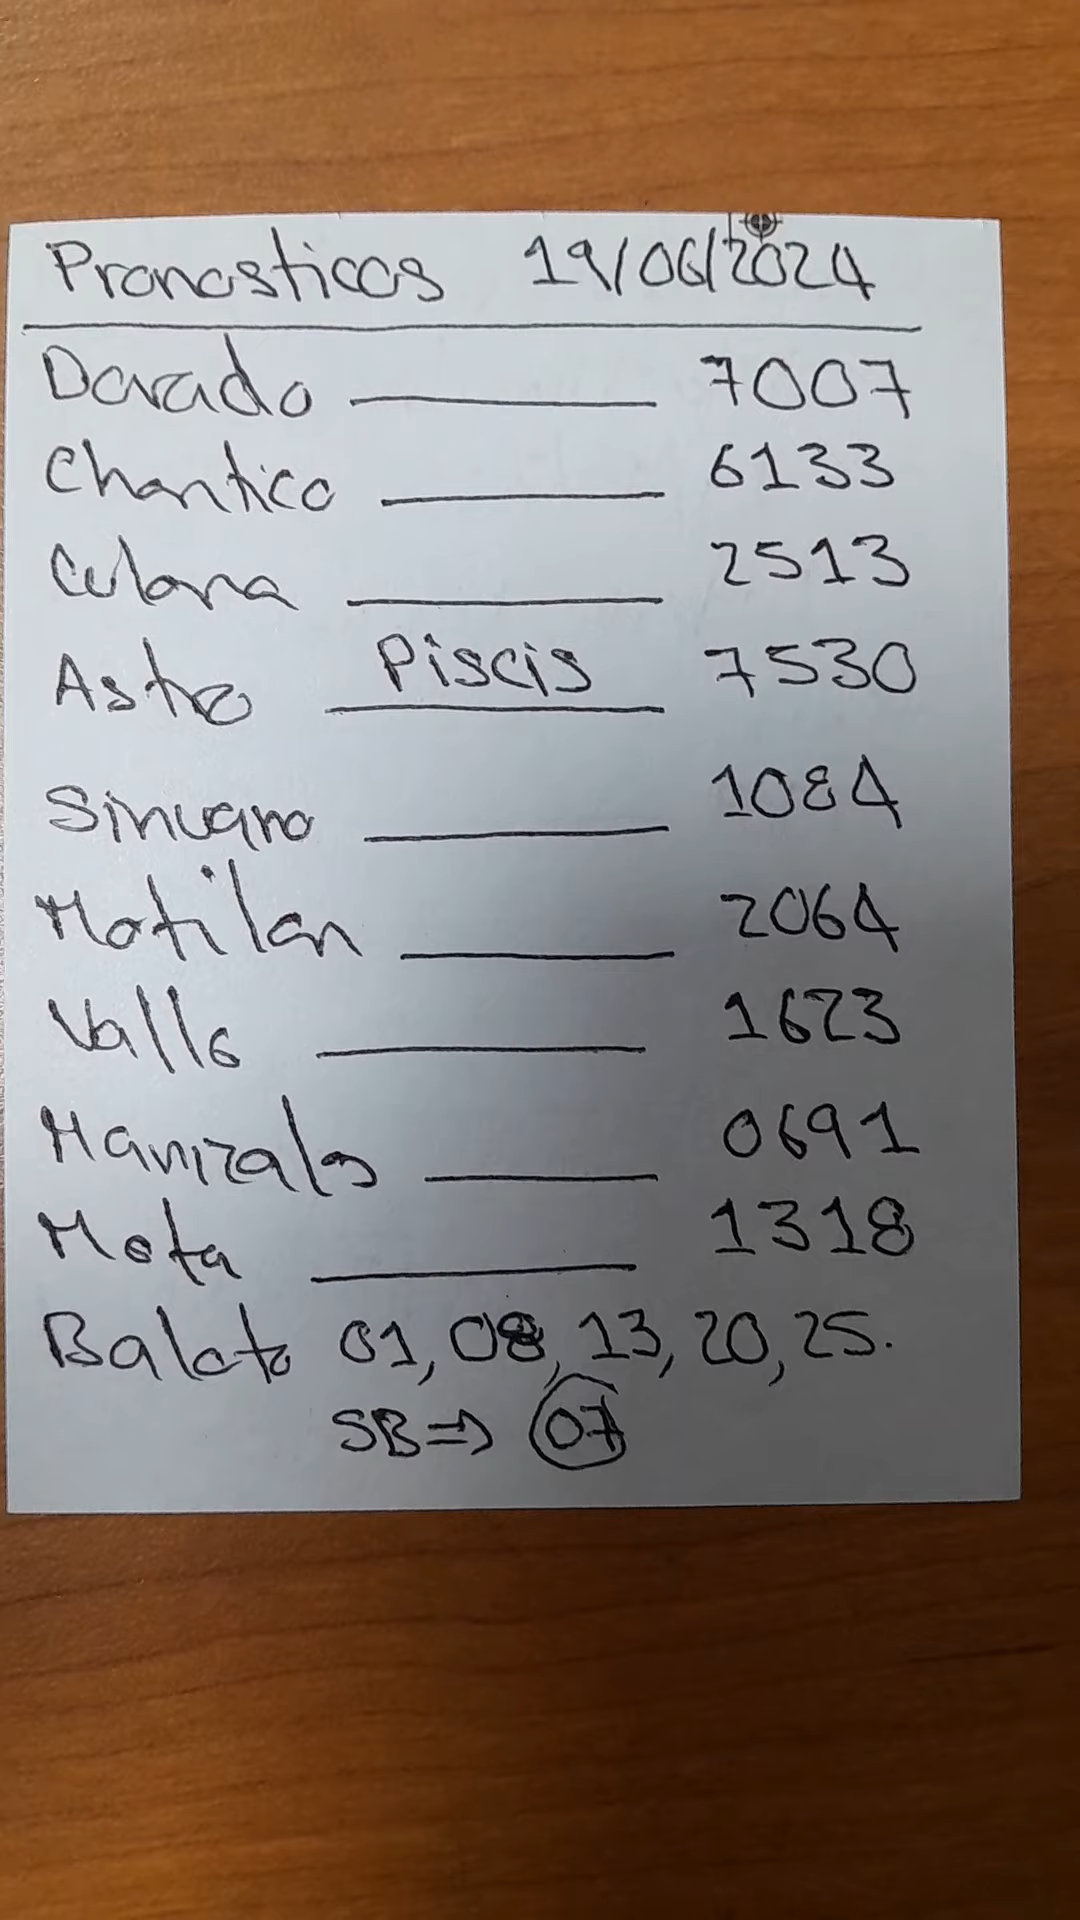 Pronosticos 19/06/2024
Dorado 7007
Chontico 6133
Culona 2513
Astro Piscis 7530
Sinuano 1084
Motilon 2064
Valle 1623
Manizales 0691
Meta 1318
Baloto 01, 08, 13, 20, 25.
SB⇒ 07